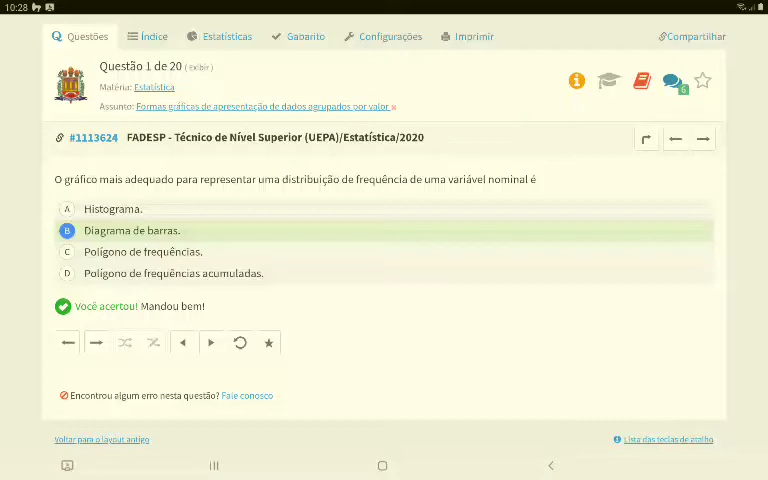 10:28
Questões
Índice
Estatísticas
Gabarito
Configurações
Imprimir
Compartilhar
Questão 1 de 20 ( Exibir )
Matéria: Estatística
Assunto: Formas gráficas de apresentação de dados agrupados por valor
6
#1113624 FADESP - Técnico de Nível Superior (UEPA)/Estatística/2020
O gráfico mais adequado para representar uma distribuição de frequência de uma variável nominal é
A Histograma.
B Diagrama de barras.
C Polígono de frequências.
D Polígono de frequências acumuladas.
Você acertou! Mandou bem!
Encontrou algum erro nesta questão? Fale conosco
Voltar para o layout antigo
Lista das teclas de atalho